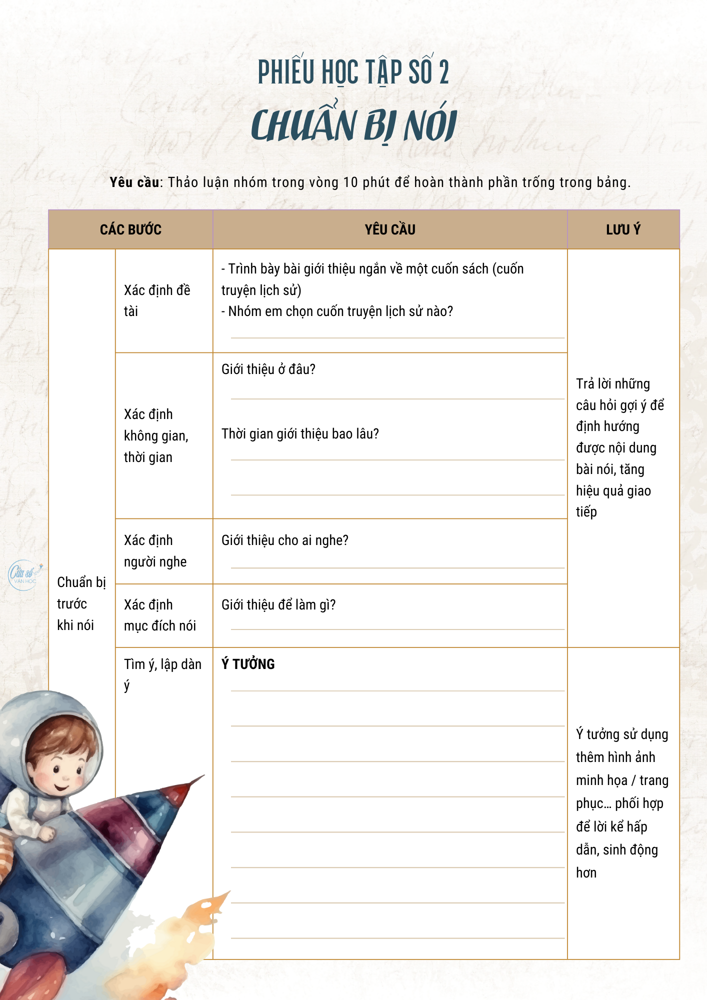 PHIẾU HỌC TẬP SỐ 2
CHUẨN BỊ NÓI
Yêu cầu: Thảo luận nhóm trong vòng 10 phút để hoàn thành phần trống trong bảng.
CÁC BƯỚC
YÊU CẦU
LƯU Ý
Chuẩn bị
trước
khi nói
Xác định đề
tài
- Trình bày bài giới thiệu ngắn về một cuốn sách (cuốn
truyện lịch sử)
- Nhóm em chọn cuốn truyện lịch sử nào?
Trả lời những
câu hỏi gợi ý để
định hướng
được nội dung
bài nói, tăng
hiệu quả giao
tiếp
Xác định
không gian,
thời gian
Giới thiệu ở đâu?
Thời gian giới thiệu bao lâu?
Xác định
người nghe
Giới thiệu cho ai nghe?
Xác định
mục đích nói
Giới thiệu để làm gì?
Tìm ý, lập dàn
ý
Ý TƯỞNG
Ý tưởng sử dụng
thêm hình ảnh
minh họa / trang
phục... phối hợp
để lời kể hấp
dẫn, sinh động
hơn
Cửa sổ
VĂN HỌC